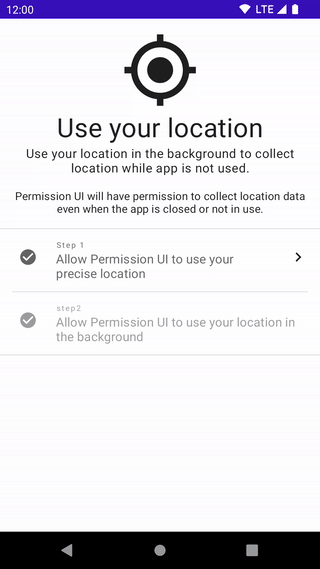 12:00
LTE
Use your location
Use your location in the background to collect
location while app is not used.
Permission UI will have permission to collect location data
even when the app is closed or not in use.
Step 1
Allow Permission UI to use your
precise location
step2
Allow Permission UI to use your location in
the background